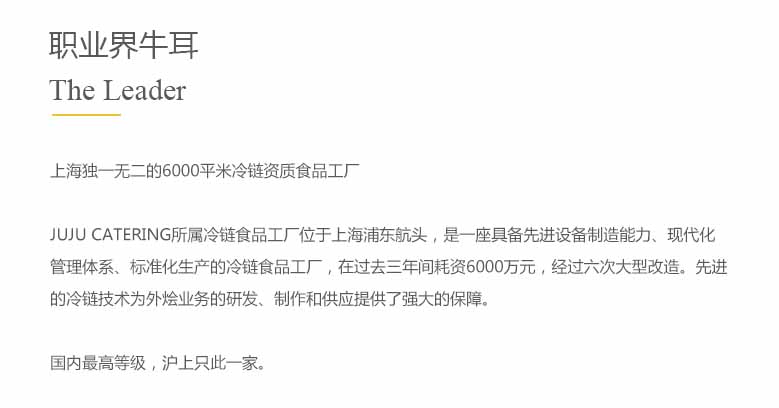 职业界牛耳
The Leader
上海独一无二的6000平米冷链资质食品工厂
JUJU CATERING所属冷链食品工厂位于上海浦东航头，是一座具备先进设备制造能力、现代化
管理体系、标准化生产的冷链食品工厂，在过去三年间耗资6000万元，经过六次大型改造。先进
的冷链技术为外烩业务的研发、制作和供应提供了强大的保障。
国内最高等级，沪上只此一家。